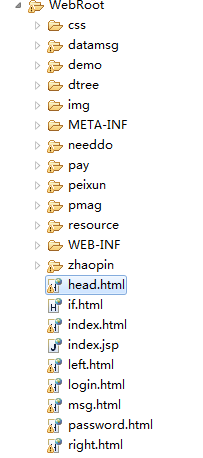 WebRoot
css
datamsg
demo
dtree
img
META-INF
needdo
pay
peixun
pmag
resource
WEB-INF
zhaopin
head.html
if.html
index.html
index.jsp
left.html
login.html
msg.html
password.html
right.html